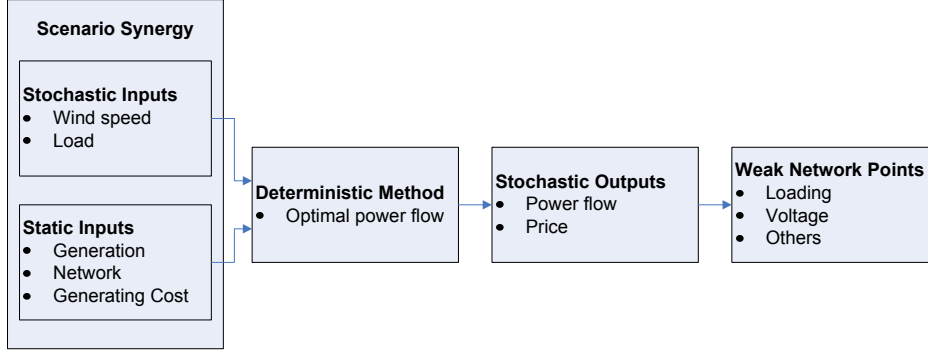 Scenario Synergy
Stochastic Inputs
• Wind speed
• Load
Static Inputs
• Generation
• Network
• Generating Cost
Deterministic Method
• Optimal power flow
Stochastic Outputs
• Power flow
• Price
Weak Network Points
• Loading
• Voltage
• Others